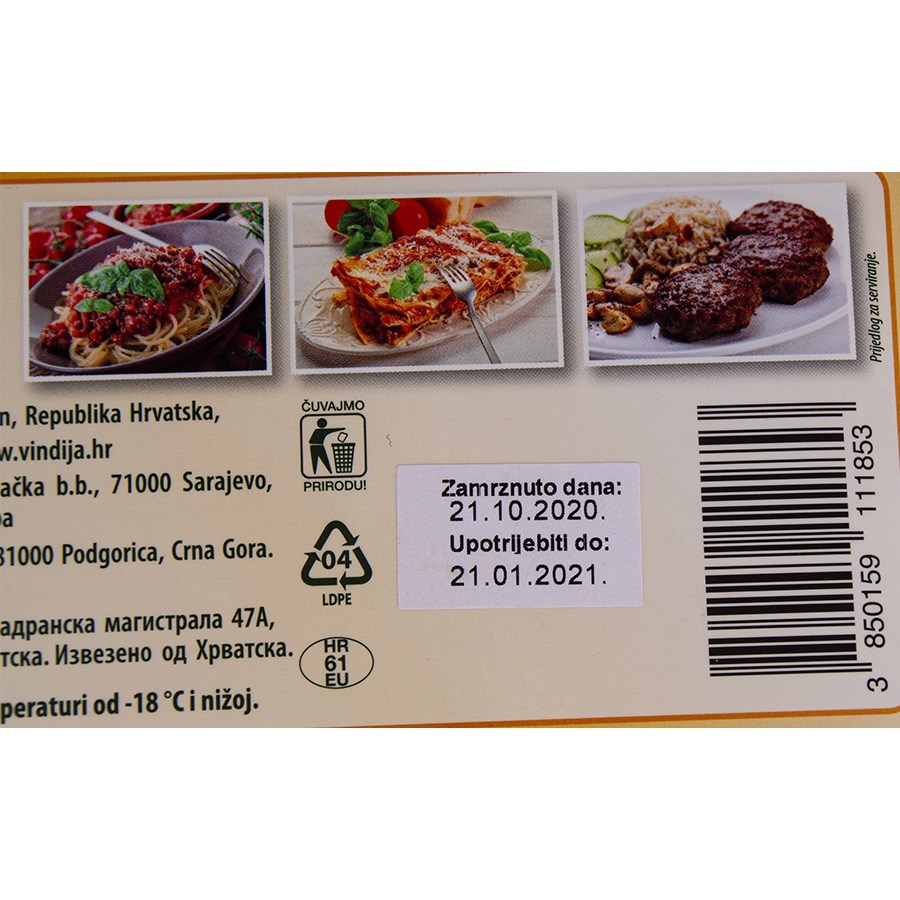 Prijedlog za serviranje.
n, Republika Hrvatska,
w.vindija.hr
ačka b.b., 71000 Sarajevo,
a
81000 Podgorica, Crna Gora.
адранска магистрала 47А,
тска. Извезено од Хрватска.
peraturi od -18 °C i nižoj.
ČUVAJMO
PRIRODU!
04
LDPE
HR
61
EU
Zamrznuto dana:
21.10.2020.
Upotrijebiti do:
21.01.2021.
3 850159 111853